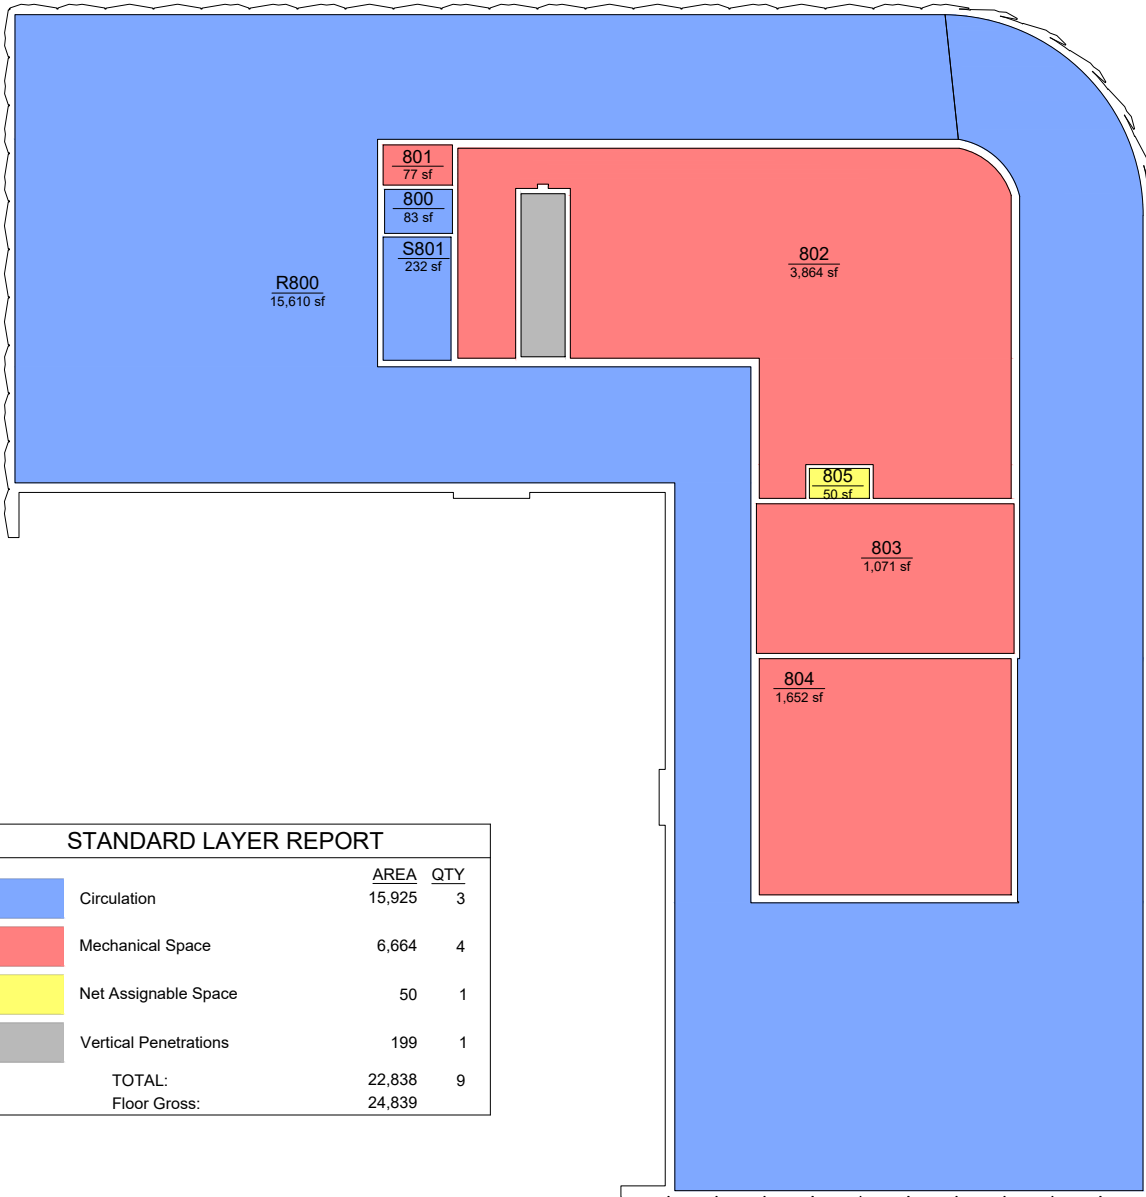 801
77 sf
800
83 sf
S801
232 sf
R800
15,610 sf
802
3,864 sf
805
50 sf
803
1,071 sf
804
1,652 sf
STANDARD LAYER REPORT
AREA QTY
Circulation 15,925 3
Mechanical Space 6,664 4
Net Assignable Space 50 1
Vertical Penetrations 199 1
TOTAL: 22,838 9
Floor Gross: 24,839